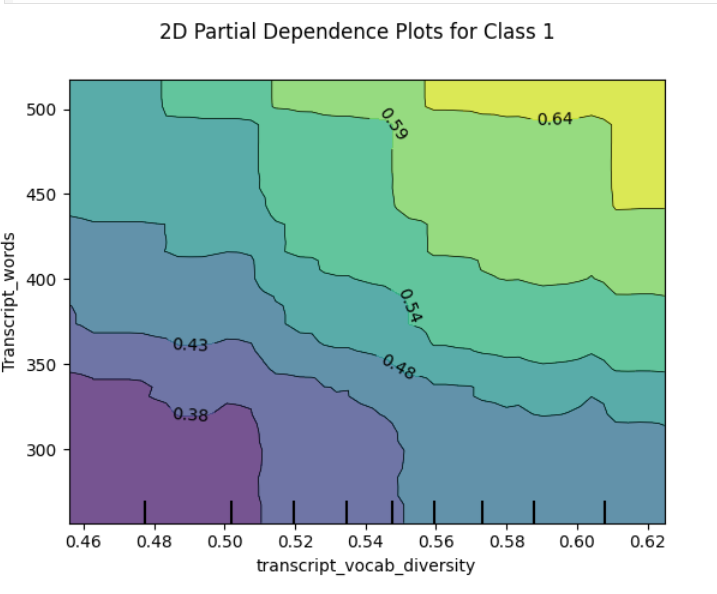 2D Partial Dependence Plots for Class 1
500
450
400
350
300
Transcript_words
0.59
0.64
0.54
0.48
0.43
0.38
0.46 0.48 0.50 0.52 0.54 0.56 0.58 0.60 0.62
transcript_vocab_diversity